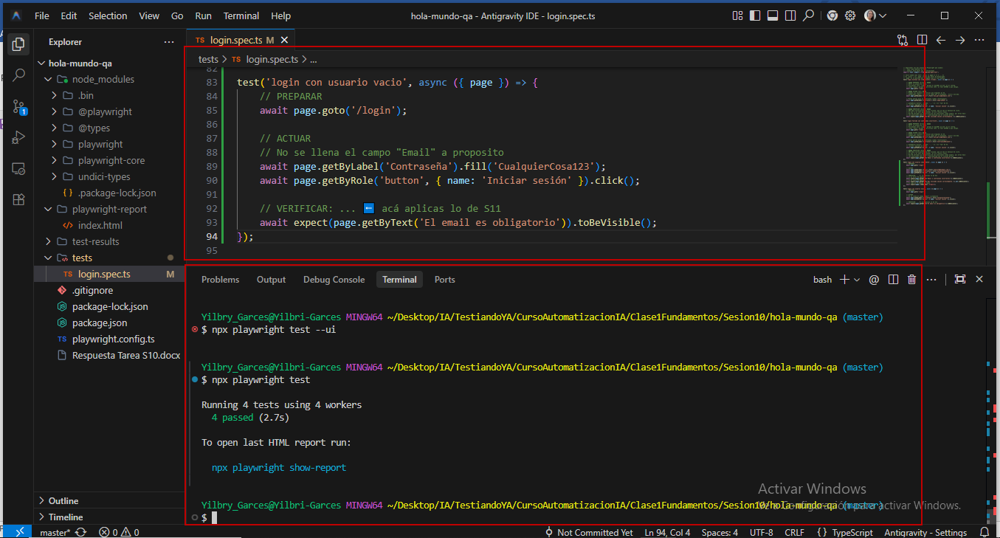 File Edit Selection View Go Run Terminal Help
hola-mundo-qa - Antigravity IDE - login.spec.ts
Explorer
hola-mundo-qa
node_modules
.bin
@playwright
@types
playwright
playwright-core
undici-types
{} .package-lock.json
playwright-report
<> index.html
test-results
tests
TS login.spec.ts M
.gitignore
package-lock.json
package.json
TS playwright.config.ts
Respuesta Tarea S10.docx
Outline
Timeline
TS login.spec.ts M
tests > TS login.spec.ts > ...
82
83 test('login con usuario vacio', async ({ page }) => {
84 // PREPARAR
85 await page.goto('/login');
86
87 // ACTUAR
88 // No se llena el campo "Email" a proposito
89 await page.getByLabel('Contraseña').fill('CualquierCosa123');
90 await page.getByRole('button', { name: 'Iniciar sesión' }).click();
91
92 // VERIFICAR: ... ⬅ acá aplicas lo de S11
93 await expect(page.getByText('El email es obligatorio')).toBeVisible();
94 });
95
Problems Output Debug Console Terminal Ports
bash
Yilbry_Garces@Yilbri-Garces MINGW64 ~/Desktop/IA/TestiandoYA/CursoAutomatizacionIA/Clase1Fundamentos/Sesion10/hola-mundo-qa (master)
$ npx playwright test --ui
Yilbry_Garces@Yilbri-Garces MINGW64 ~/Desktop/IA/TestiandoYA/CursoAutomatizacionIA/Clase1Fundamentos/Sesion10/hola-mundo-qa (master)
$ npx playwright test
Running 4 tests using 4 workers
4 passed (2.7s)
To open last HTML report run:
npx playwright show-report
Yilbry_Garces@Yilbri-Garces MINGW64 ~/Desktop/IA/TestiandoYA/CursoAutomatizacionIA/Clase1Fundamentos/Sesion10/hola-mundo-qa (master)
$
Activar Windows
Configuración activar Windows.
1
master* 0 0
Not Committed Yet Ln 94, Col 4 Spaces: 4 UTF-8 CRLF {} TypeScript Antigravity - Settings